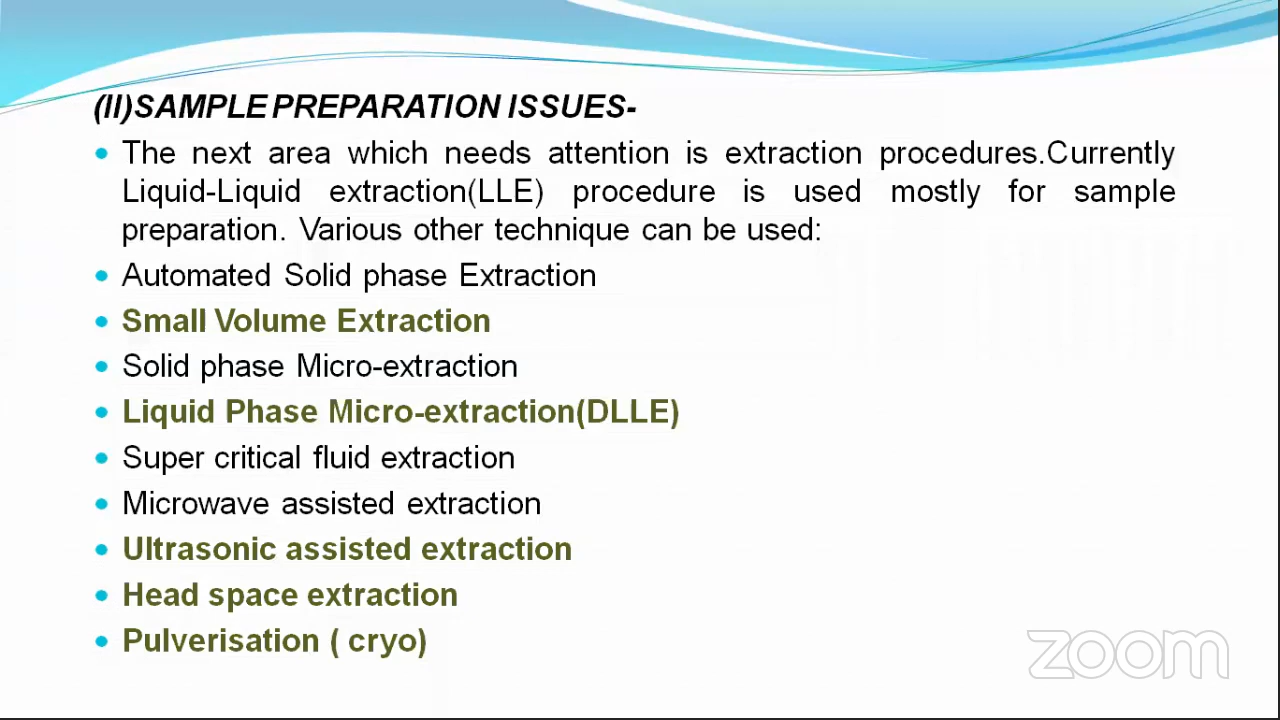 (II)SAMPLE PREPARATION ISSUES-
The next area which needs attention is extraction procedures.Currently
Liquid-Liquid extraction(LLE) procedure is used mostly for sample
preparation. Various other technique can be used:
Automated Solid phase Extraction
Small Volume Extraction
Solid phase Micro-extraction
Liquid Phase Micro-extraction(DLLE)
Super critical fluid extraction
Microwave assisted extraction
Ultrasonic assisted extraction
Head space extraction
Pulverisation ( cryo)
zoom